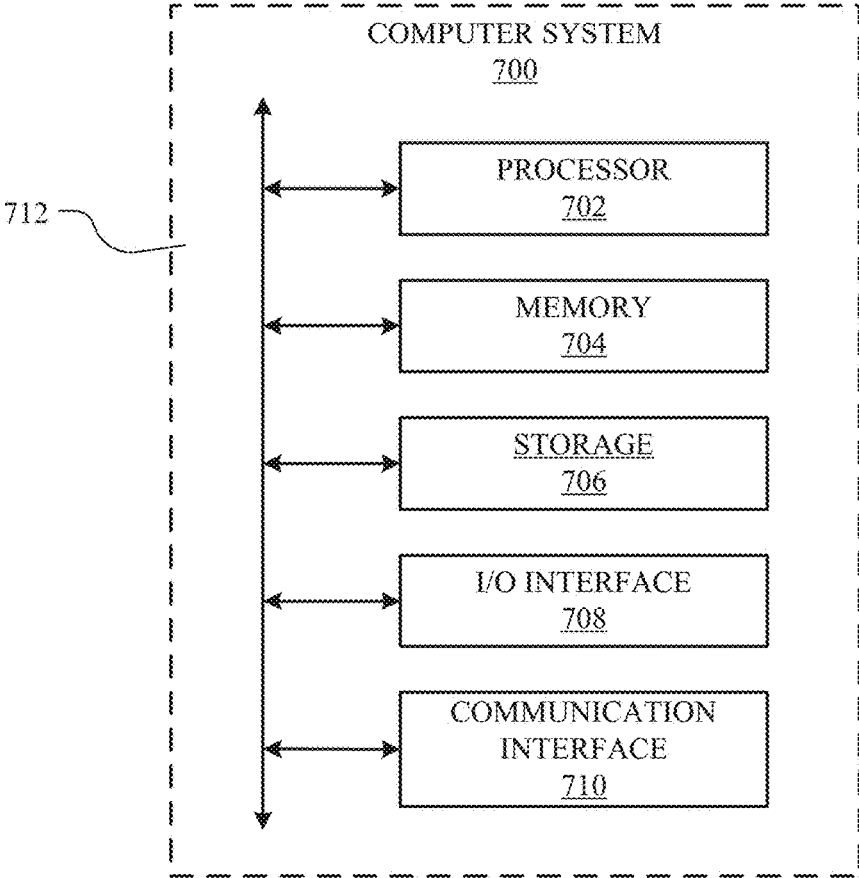 COMPUTER SYSTEM
700
PROCESSOR
702
712
MEMORY
704
STORAGE
706
I/O INTERFACE
708
COMMUNICATION
INTERFACE
710